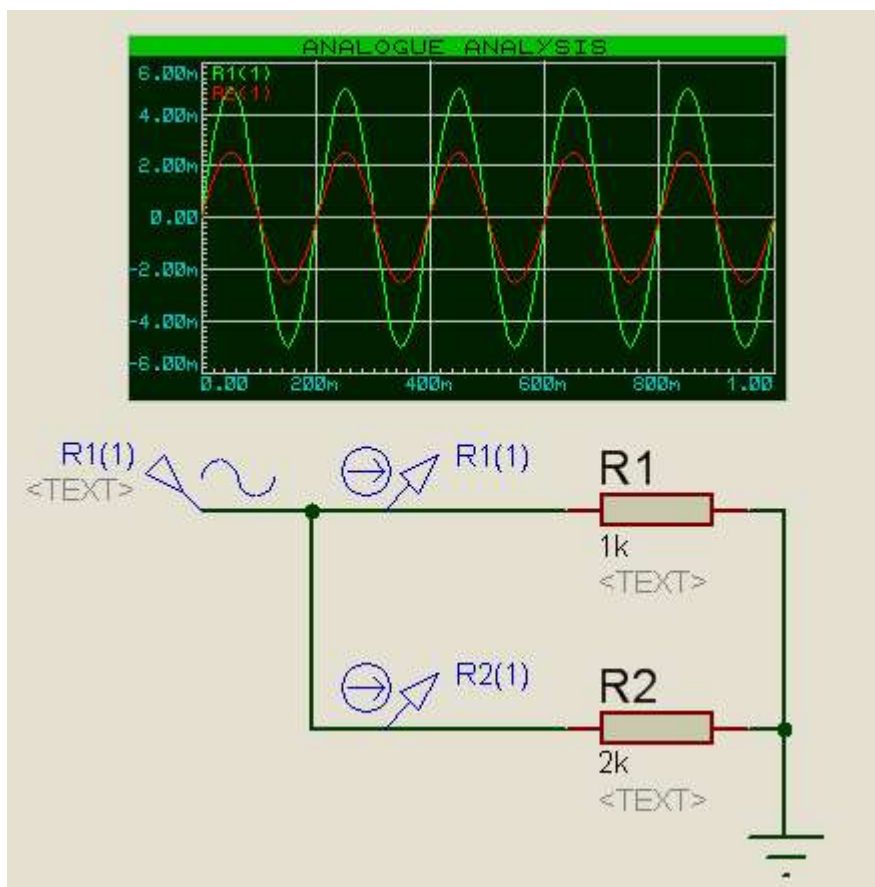 ANALOGUE ANALYSIS
6.00m
R1(1)
R2(1)
4.00m
2.00m
0.00
-2.00m
-4.00m
-6.00m
0.00 200m 400m 600m 800m 1.00
R1(1)
<TEXT>
R1(1)
R1
1k
<TEXT>
R2(1)
R2
2k
<TEXT>